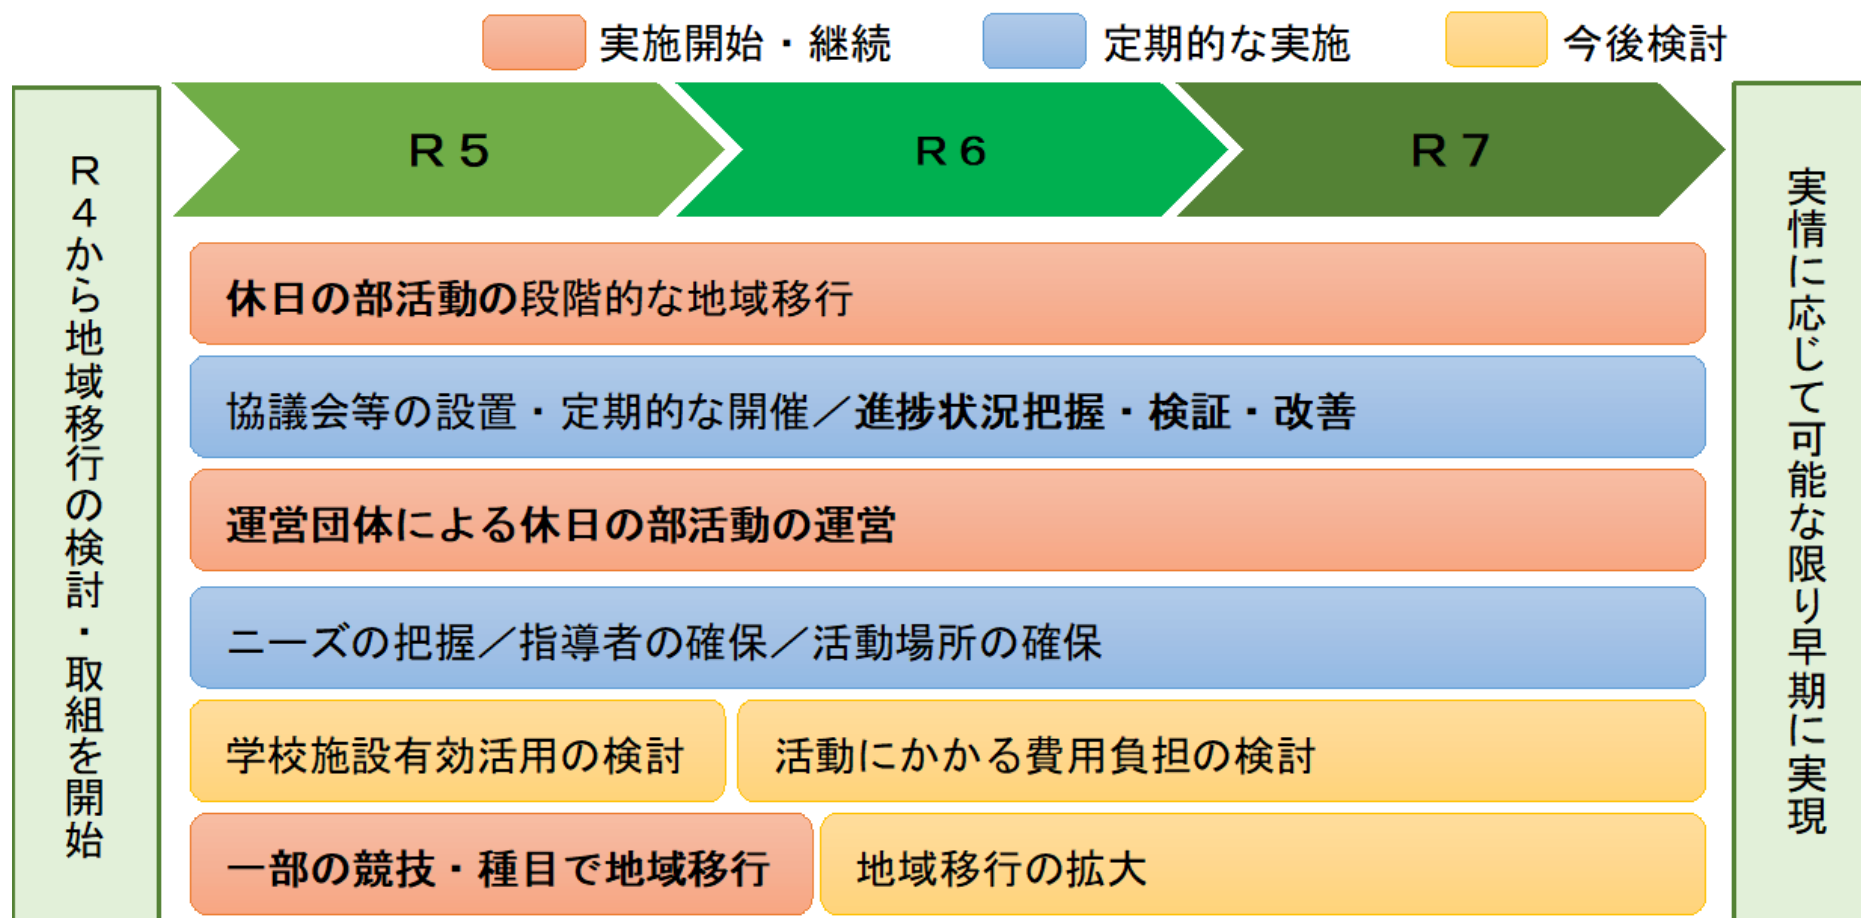 実施開始・継続
定期的な実施
今後検討
R4から地域移行の検討・取組を開始
R5
R6
R7
休日の部活動の段階的な地域移行
協議会等の設置・定期的な開催／進捗状況把握・検証・改善
運営団体による休日の部活動の運営
ニーズの把握／指導者の確保／活動場所の確保
学校施設有効活用の検討
活動にかかる費用負担の検討
一部の競技・種目で地域移行
地域移行の拡大
実情に応じて可能な限り早期に実現